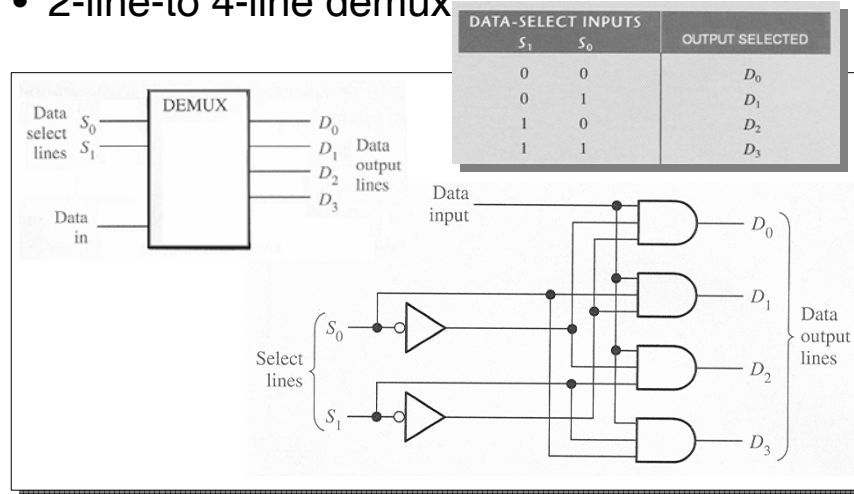 • 2-line-to 4-line demux
DATA-SELECT INPUTS
S₁ S₀ OUTPUT SELECTED
0 0 D₀
0 1 D₁
1 0 D₂
1 1 D₃
DEMUX
Data
select
lines
S₀
S₁
Data
in
D₀
D₁
D₂
D₃
Data
output
lines
Data
input
Select
lines
S₀
S₁
D₀
D₁
D₂
D₃
Data
output
lines